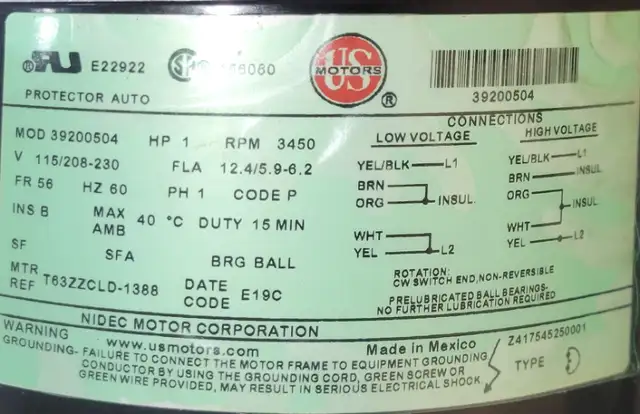 UL E22922 SA
US MOTORS ®
39200504
PROTECTOR AUTO
MOD 39200504 HP 1 RPM 3450
V 115/208-230 FLA 12.4/5.9-6.2
FR 56 HZ 60 PH 1 CODE P
INS B MAX AMB 40 °C DUTY 15 MIN
SF SFA BRG BALL
MTR REF T63ZZCLD-1388 DATE CODE E19C
CONNECTIONS
LOW VOLTAGE
YEL/BLK L1
BRN
ORG INSUL.
WHT
YEL L2
HIGH VOLTAGE
YEL/BLK L1
BRN INSUL.
ORG
INSUL.
WHT
YEL L2
ROTATION:
CW SWITCH END, NON-REVERSIBLE
PRELUBRICATED BALL BEARINGS-
NO FURTHER LUBRICATION REQUIRED
NIDEC MOTOR CORPORATION
www.usmotors.com Made in Mexico Z417545250001
WARNING
GROUNDING- FAILURE TO CONNECT THE MOTOR FRAME TO EQUIPMENT GROUNDING
CONDUCTOR BY USING THE GROUNDING CORD, GREEN SCREW OR
GREEN WIRE PROVIDED, MAY RESULT IN SERIOUS ELECTRICAL SHOCK
TYPE